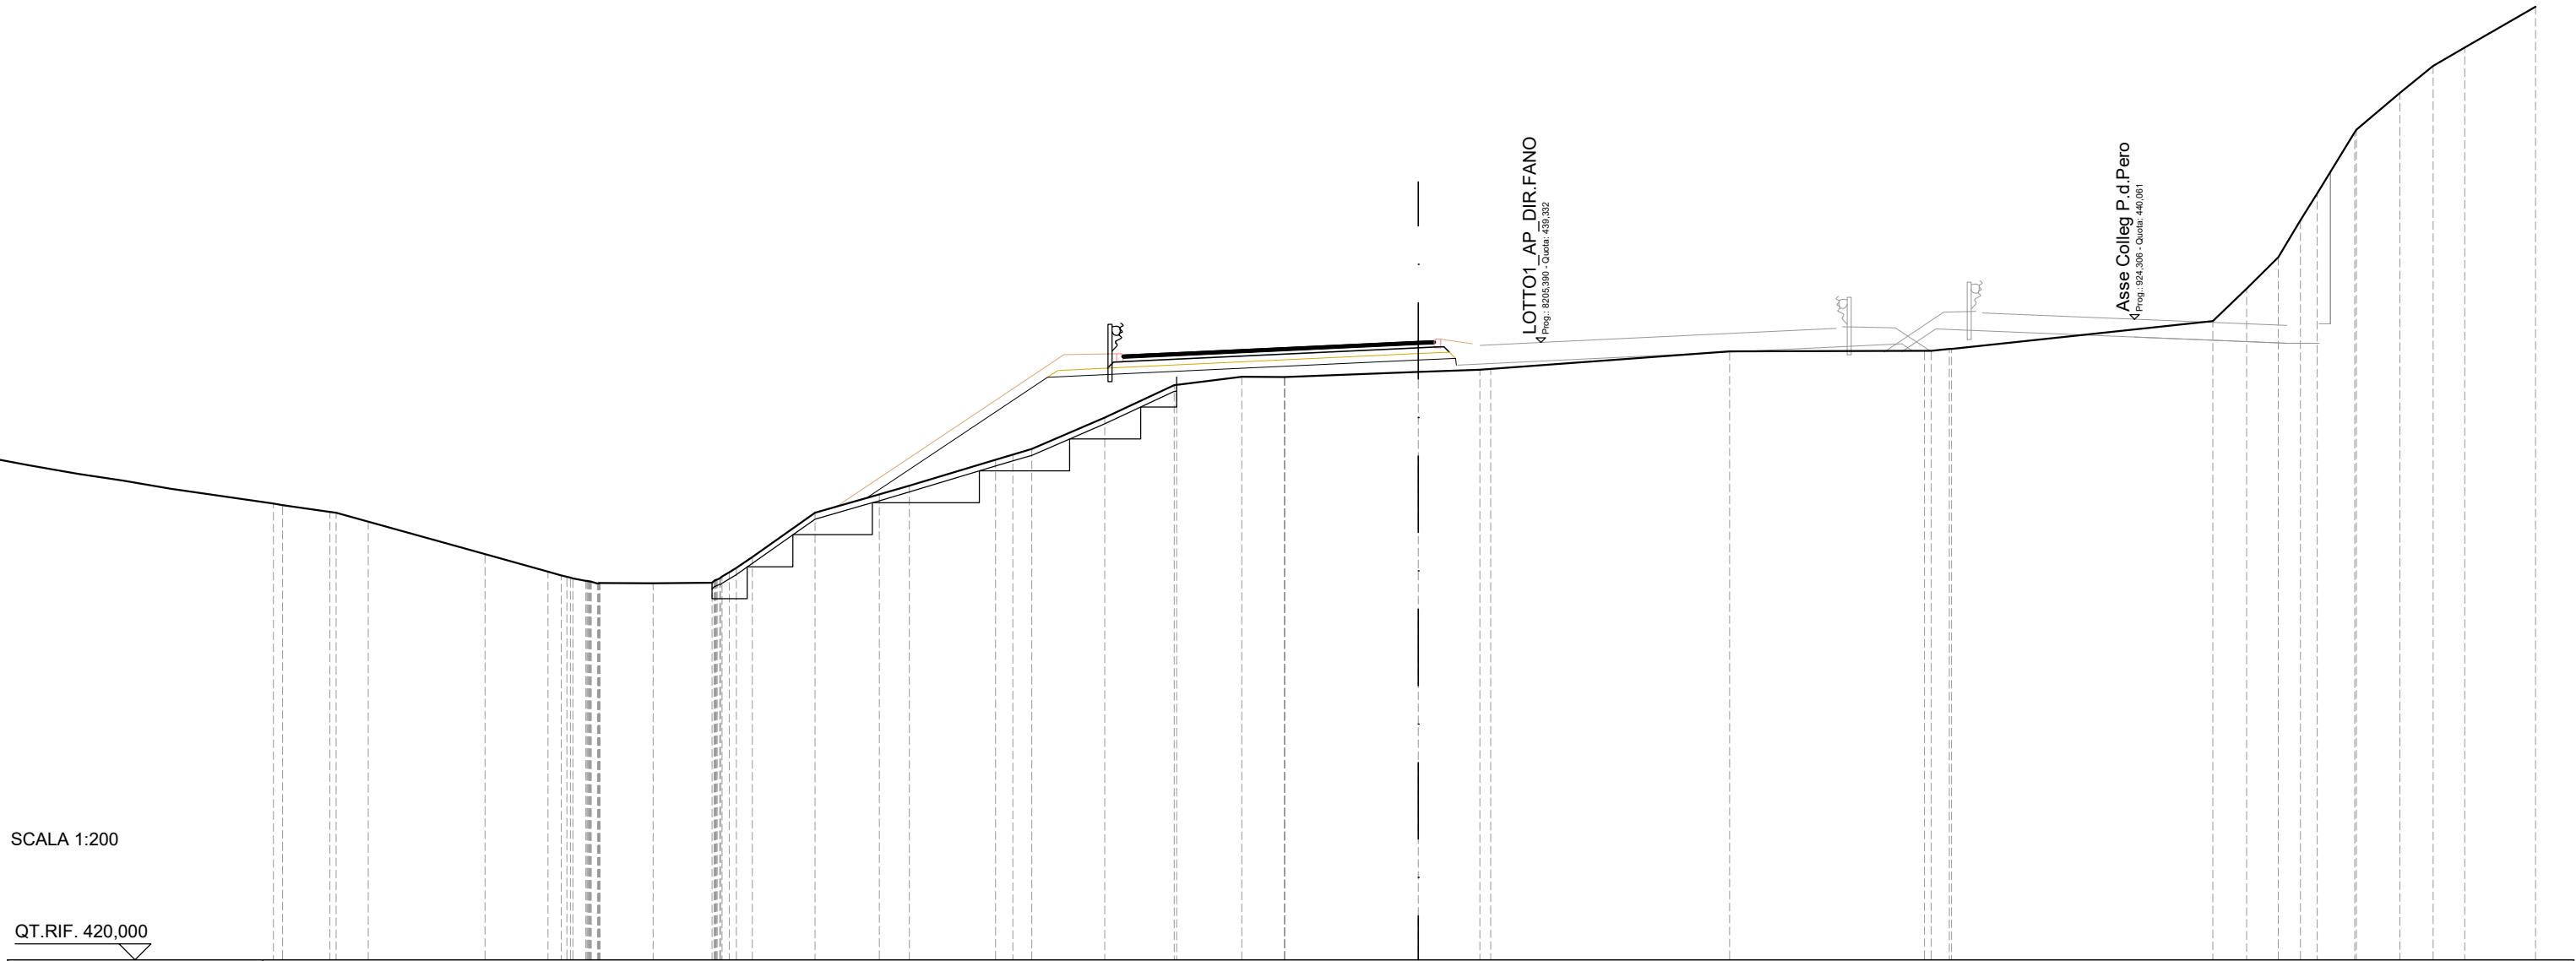 LOTTO1_AP_DIR.FANO
Prog.: 8205,390 - Quota: 439,332
Asse Colleg P.d.Pero
Prog.: 924,306 - Quota: 440,061
SCALA 1:200
QT.RIF. 420,000